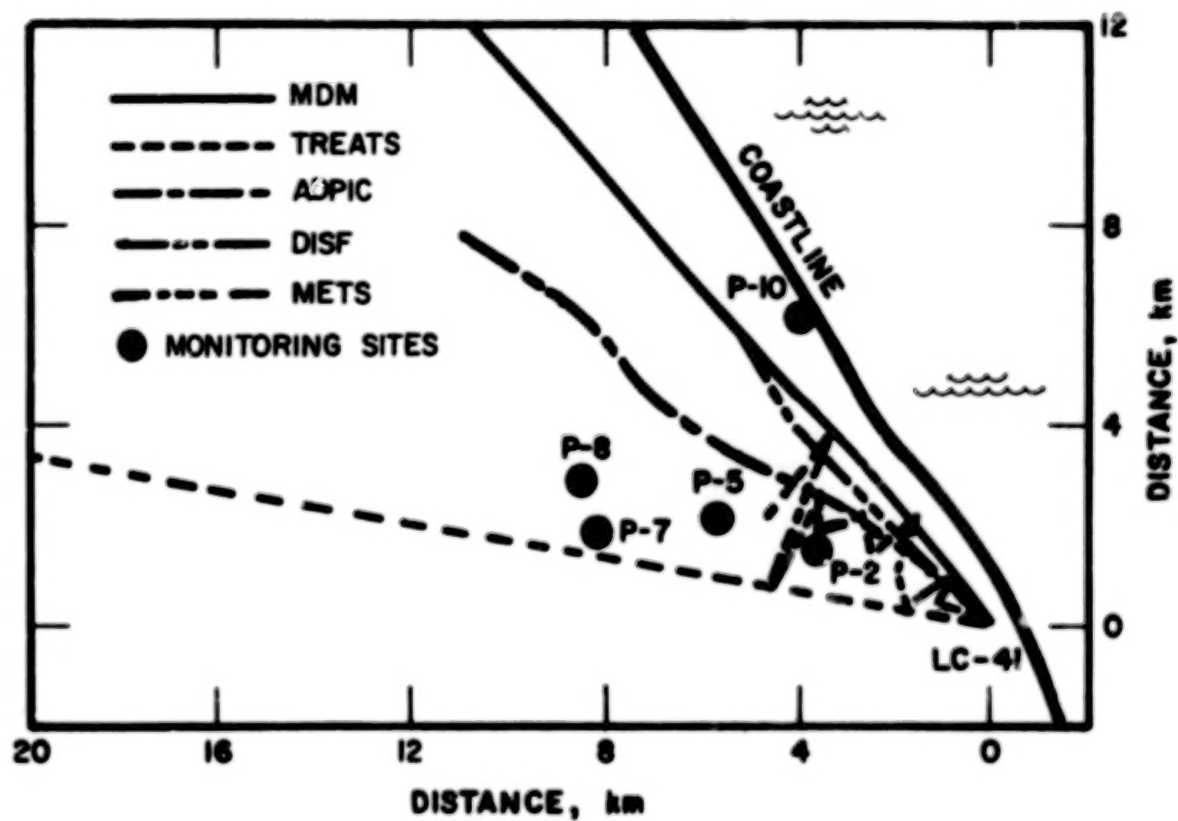 12
MDM
TREATS
ADPIC
DISF
METS
MONITORING SITES
COASTLINE
8
P-10
4
P-8
P-5
P-7
P-2
0
LC-41
DISTANCE, km
20 16 12 8 4 0
DISTANCE, km